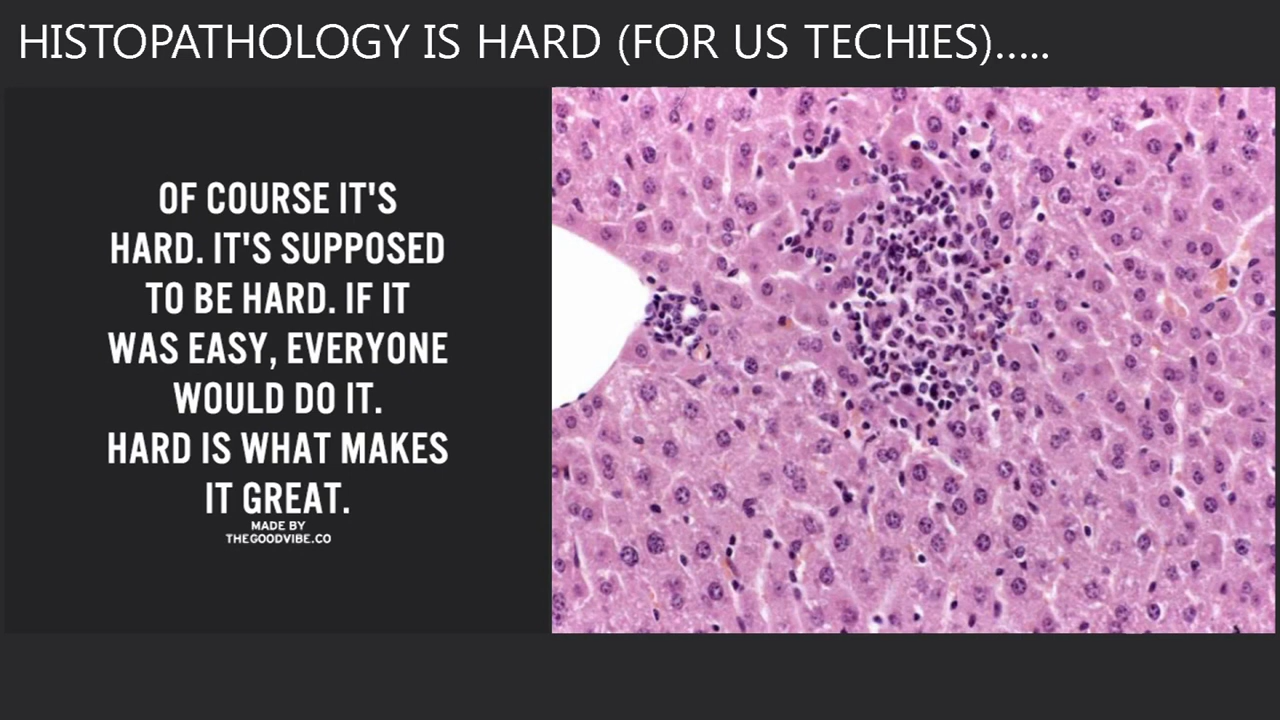 HISTOPATHOLOGY IS HARD (FOR US TECHIES).....
OF COURSE IT'S
HARD. IT'S SUPPOSED
TO BE HARD. IF IT
WAS EASY, EVERYONE
WOULD DO IT.
HARD IS WHAT MAKES
IT GREAT.
MADE BY
THEGOODVIBE.CO